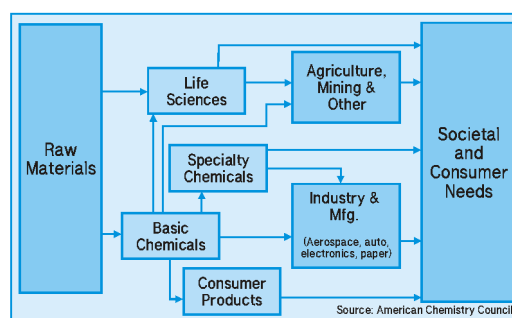 Raw
Materials
Life
Sciences
Agriculture,
Mining &
Other
Societal and
Consumer
Needs
Specialty
Chemicals
Industry &
Mfg.
(Aerospace, auto,
electronics, paper)
Basic
Chemicals
Consumer
Products
Source: American Chemistry Council